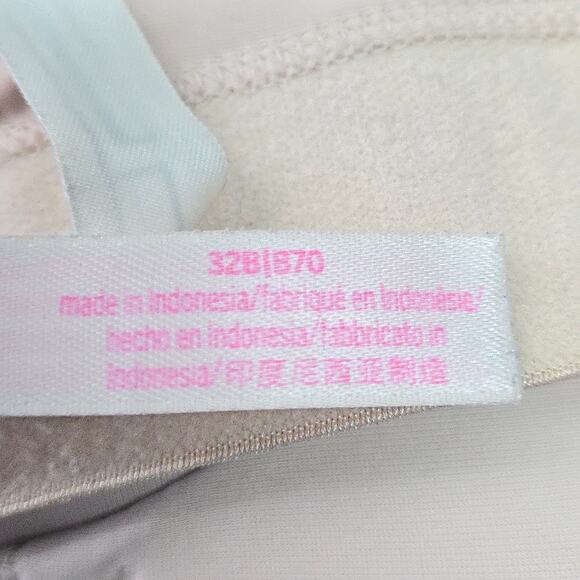 32B|B70
made in Indonesia/fabriqué en Indonésie/
hecho en Indonesia/fabbricato in
Indonesia/印度尼西亚制造